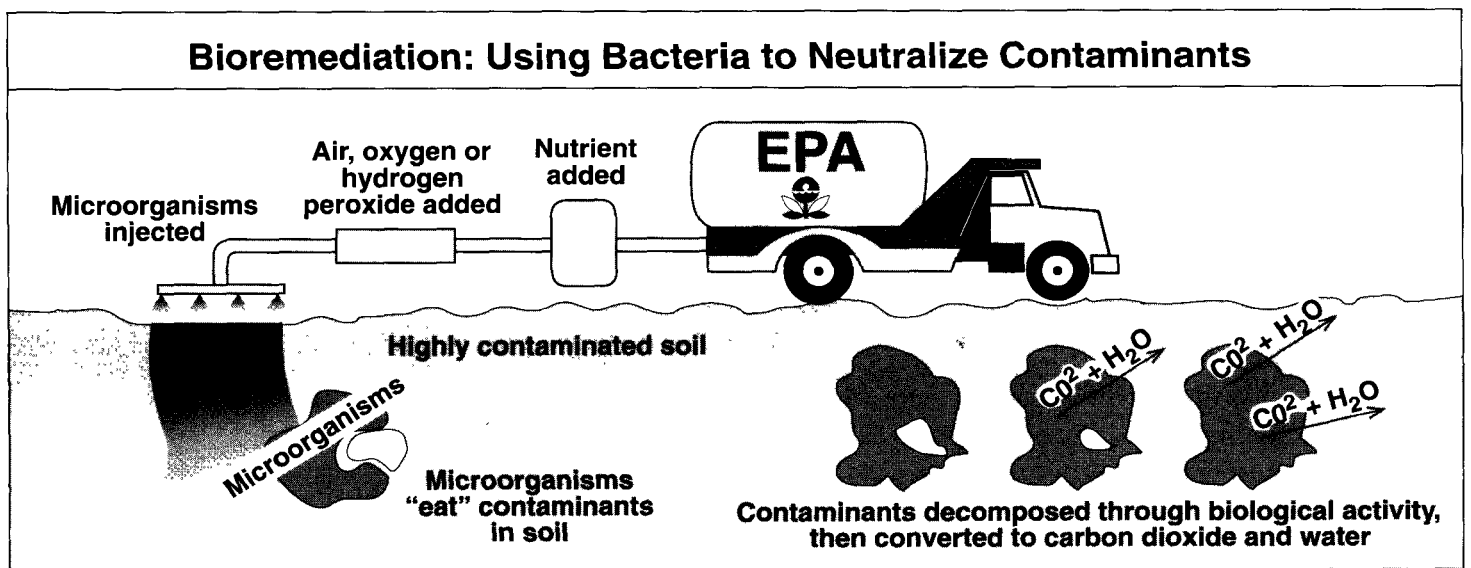 Bioremediation: Using Bacteria to Neutralize Contaminants
Microorganisms
injected
Air, oxygen or
hydrogen
peroxide added
Nutrient
added
EPA
Highly contaminated soil
Microorganisms
Microorganisms
“eat” contaminants
in soil
C0² + H₂O
C0² + H₂O
C0² + H₂O
Contaminants decomposed through biological activity,
then converted to carbon dioxide and water